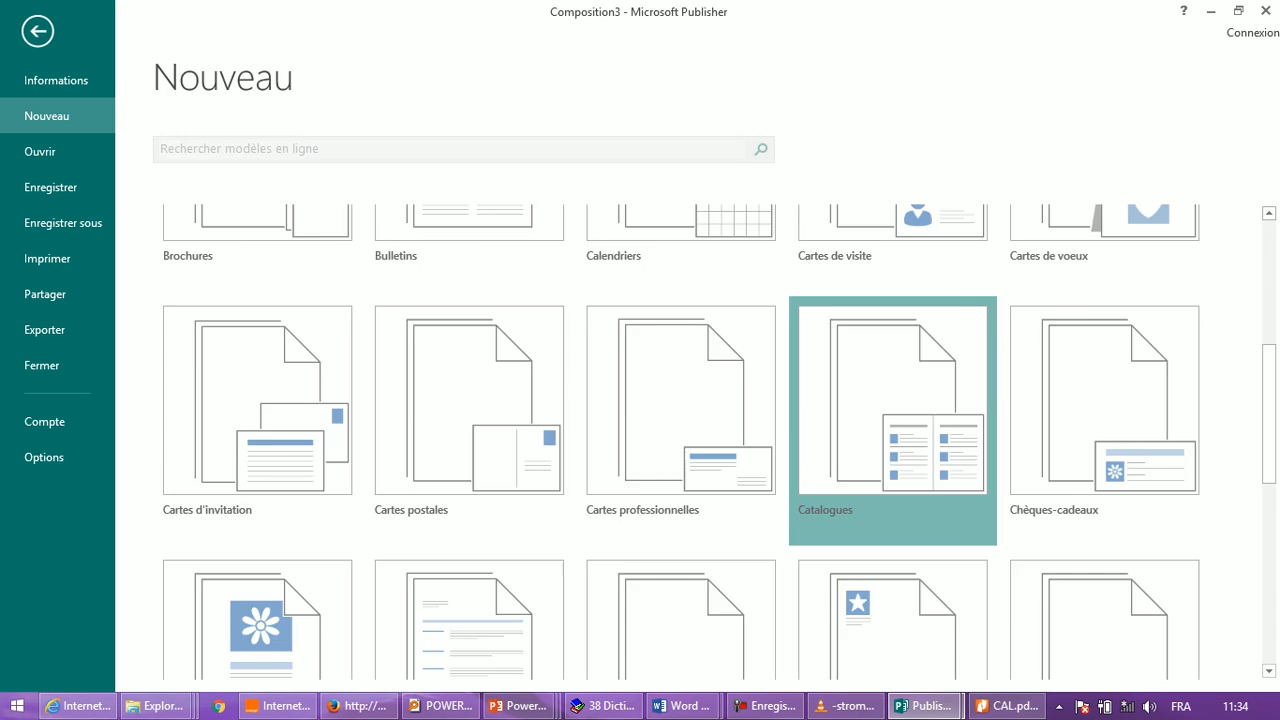 Composition3 - Microsoft Publisher
?
Connexion
Informations
Nouveau
Ouvrir
Enregistrer
Enregistrer sous
Imprimer
Partager
Exporter
Fermer
Compte
Options
Nouveau
Rechercher modèles en ligne
Brochures
Bulletins
Calendriers
Cartes de visite
Cartes de voeux
Cartes d'invitation
Cartes postales
Cartes professionnelles
Catalogues
Chèques-cadeaux
Internet...
Explor...
Internet...
http://...
POWER...
Power...
38 Dicti...
Word ...
Enregis...
-strom...
Publis...
CAL.pd...
FRA
11:34